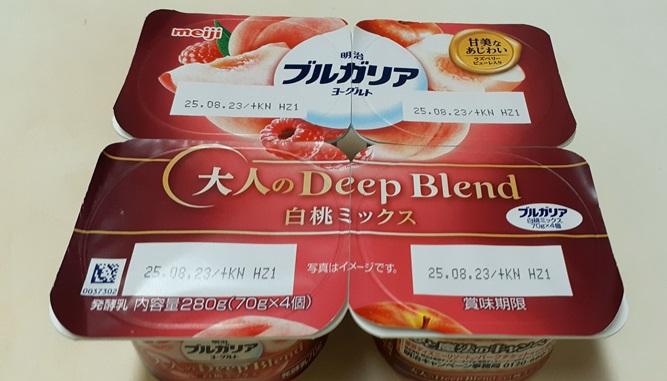 meiji
明治
ブルガリア
ヨーグルト
甘美な
あじわい
ラズベリー
ピューレ入り
25.08.23/+KN HZ1
25.08.23/+KN HZ1
大人のDeep Blend
白桃ミックス
ブルガリア
白桃ミックス
70g×4個
25.08.23/+KN HZ1
写真はイメージです。
25.08.23/+KN HZ1
0037302
発酵乳 内容量280g(70g×4個)
賞味期限
明治
ブルガリア
ヨーグルト
Deep Blend